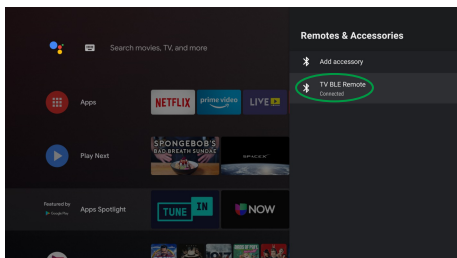 Search movies, TV, and more
Apps
NETFLIX
prime video
LIVE
Play Next
SPONGEBOB'S
BAD BREATH SUNDAE
SPACEX
Featured by
Google Play
Apps Spotlight
TUNE IN
NOW
Remotes & Accessories
Add accessory
TV BLE Remote
Connected